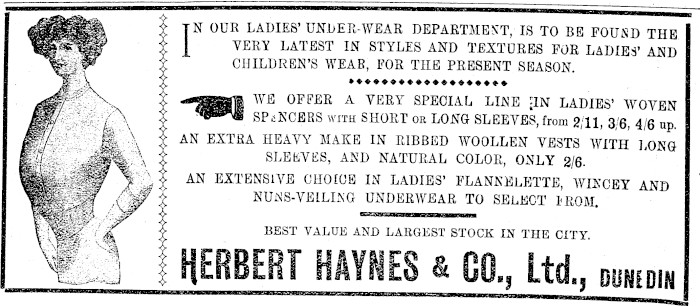 IN OUR LADIES' UNDER-WEAR DEPARTMENT, IS TO BE FOUND THE
VERY LATEST IN STYLES AND TEXTURES FOR LADIES' AND
CHILDREN'S WEAR, FOR THE PRESENT SEASON.
WE OFFER A VERY SPECIAL LINE IN LADIES' WOVEN
SPENCERS WITH SHORT OR LONG SLEEVES, from 2/11, 3/6, 4/6 up.
AN EXTRA HEAVY MAKE IN RIBBED WOOLLEN VESTS WITH LONG
SLEEVES, AND NATURAL COLOR, ONLY 2/6.
AN EXTENSIVE CHOICE IN LADIES' FLANNELETTE, WINCEY AND
NUNS-VEILING UNDERWEAR TO SELECT FROM.
BEST VALUE AND LARGEST STOCK IN THE CITY.
HERBERT HAYNES & CO., Ltd., DUNEDIN